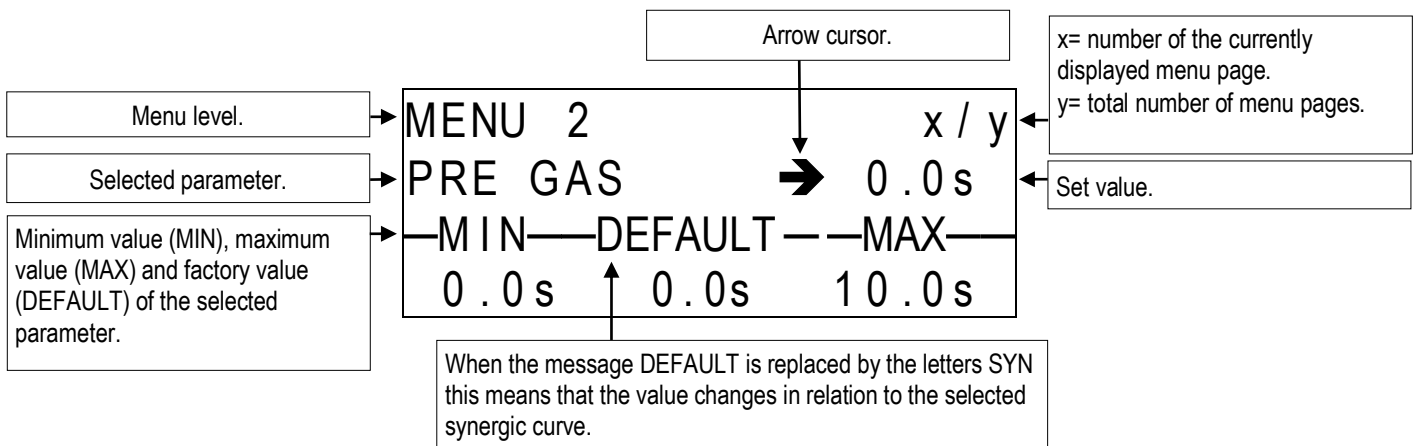 Arrow cursor.
x= number of the currently
displayed menu page.
y= total number of menu pages.
Menu level.
MENU 2 x / y
Selected parameter.
PRE GAS ➔ 0.0s
Set value.
Minimum value (MIN), maximum
value (MAX) and factory value
(DEFAULT) of the selected
parameter.
—MIN——DEFAULT— —MAX——
0.0s 0.0s 10.0s
When the message DEFAULT is replaced by the letters SYN
this means that the value changes in relation to the selected
synergic curve.